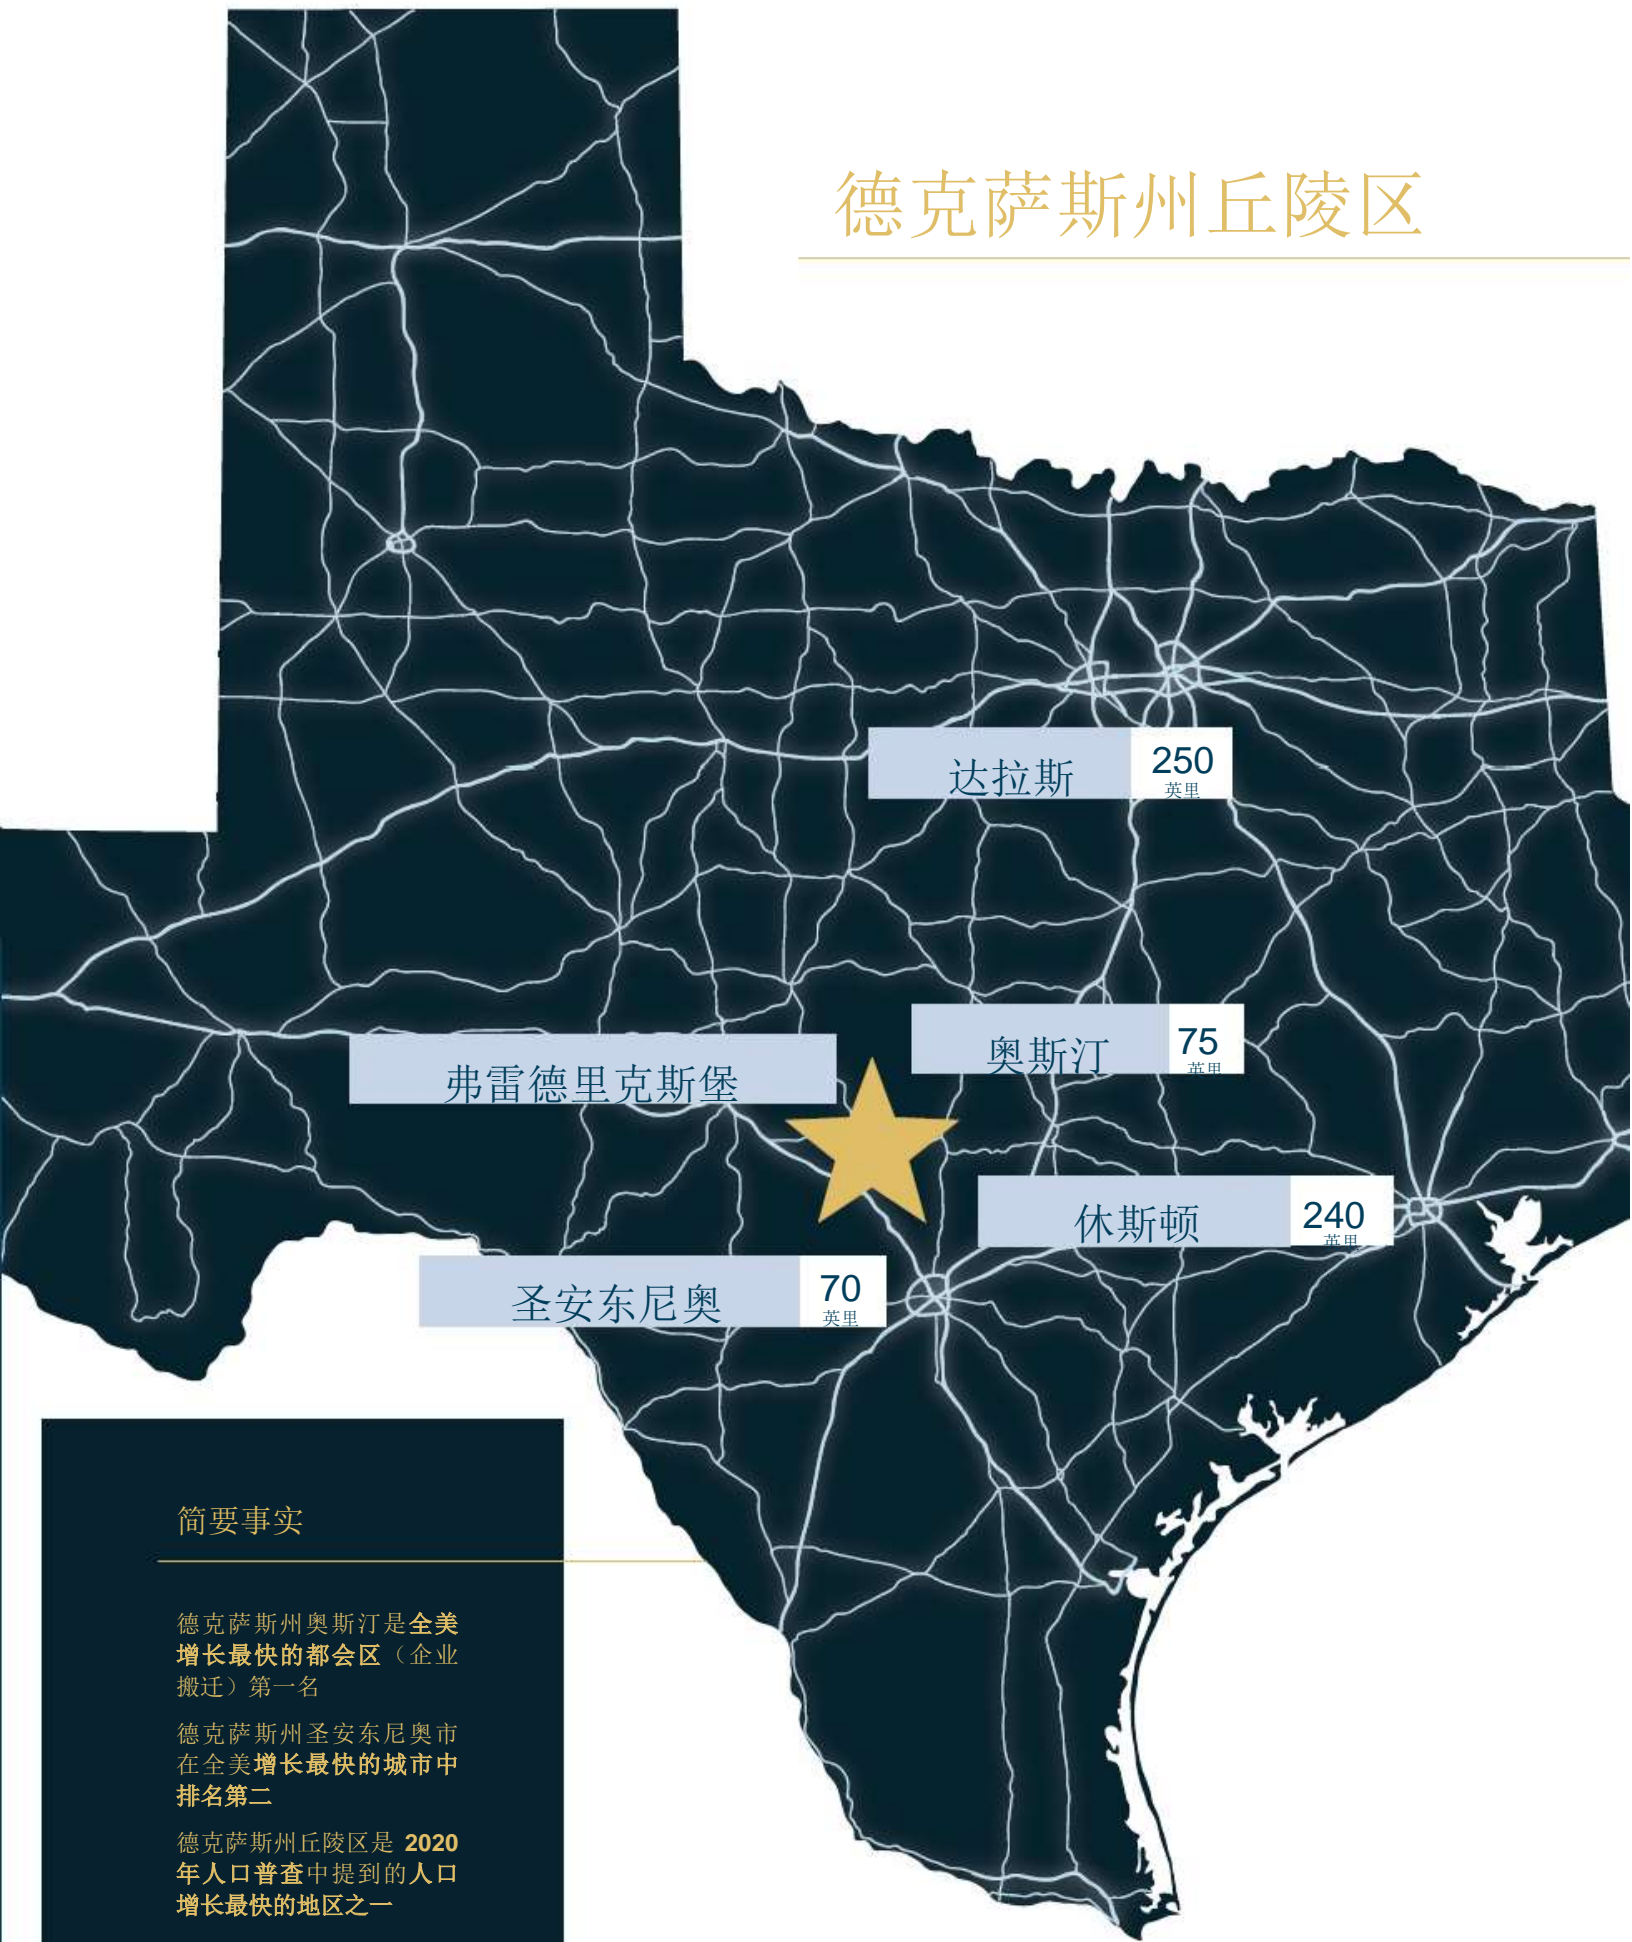 德克萨斯州丘陵区
达拉斯
250
英里
奥斯汀
75
英里
弗雷德里克斯堡
休斯顿
240
英里
圣安东尼奥
70
英里
简要事实
德克萨斯州奥斯汀是全美
增长最快的都会区（企业
搬迁）第一名
德克萨斯州圣安东尼奥市
在全美增长最快的城市中
排名第二
德克萨斯州丘陵区是 2020
年人口普查中提到的人口
增长最快的地区之一